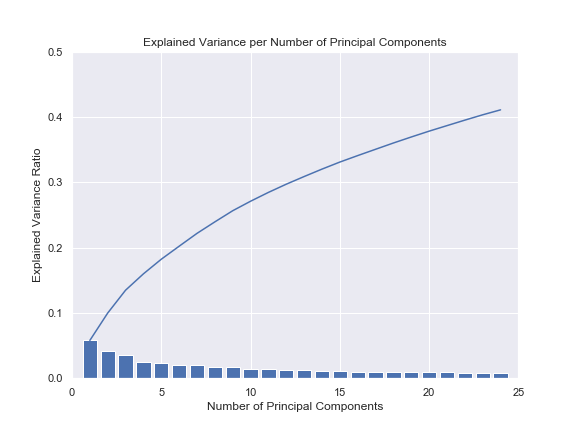 Explained Variance per Number of Principal Components
0.5
0.4
0.3
0.2
0.1
0.0
Explained Variance Ratio
0 5 10 15 20 25
Number of Principal Components